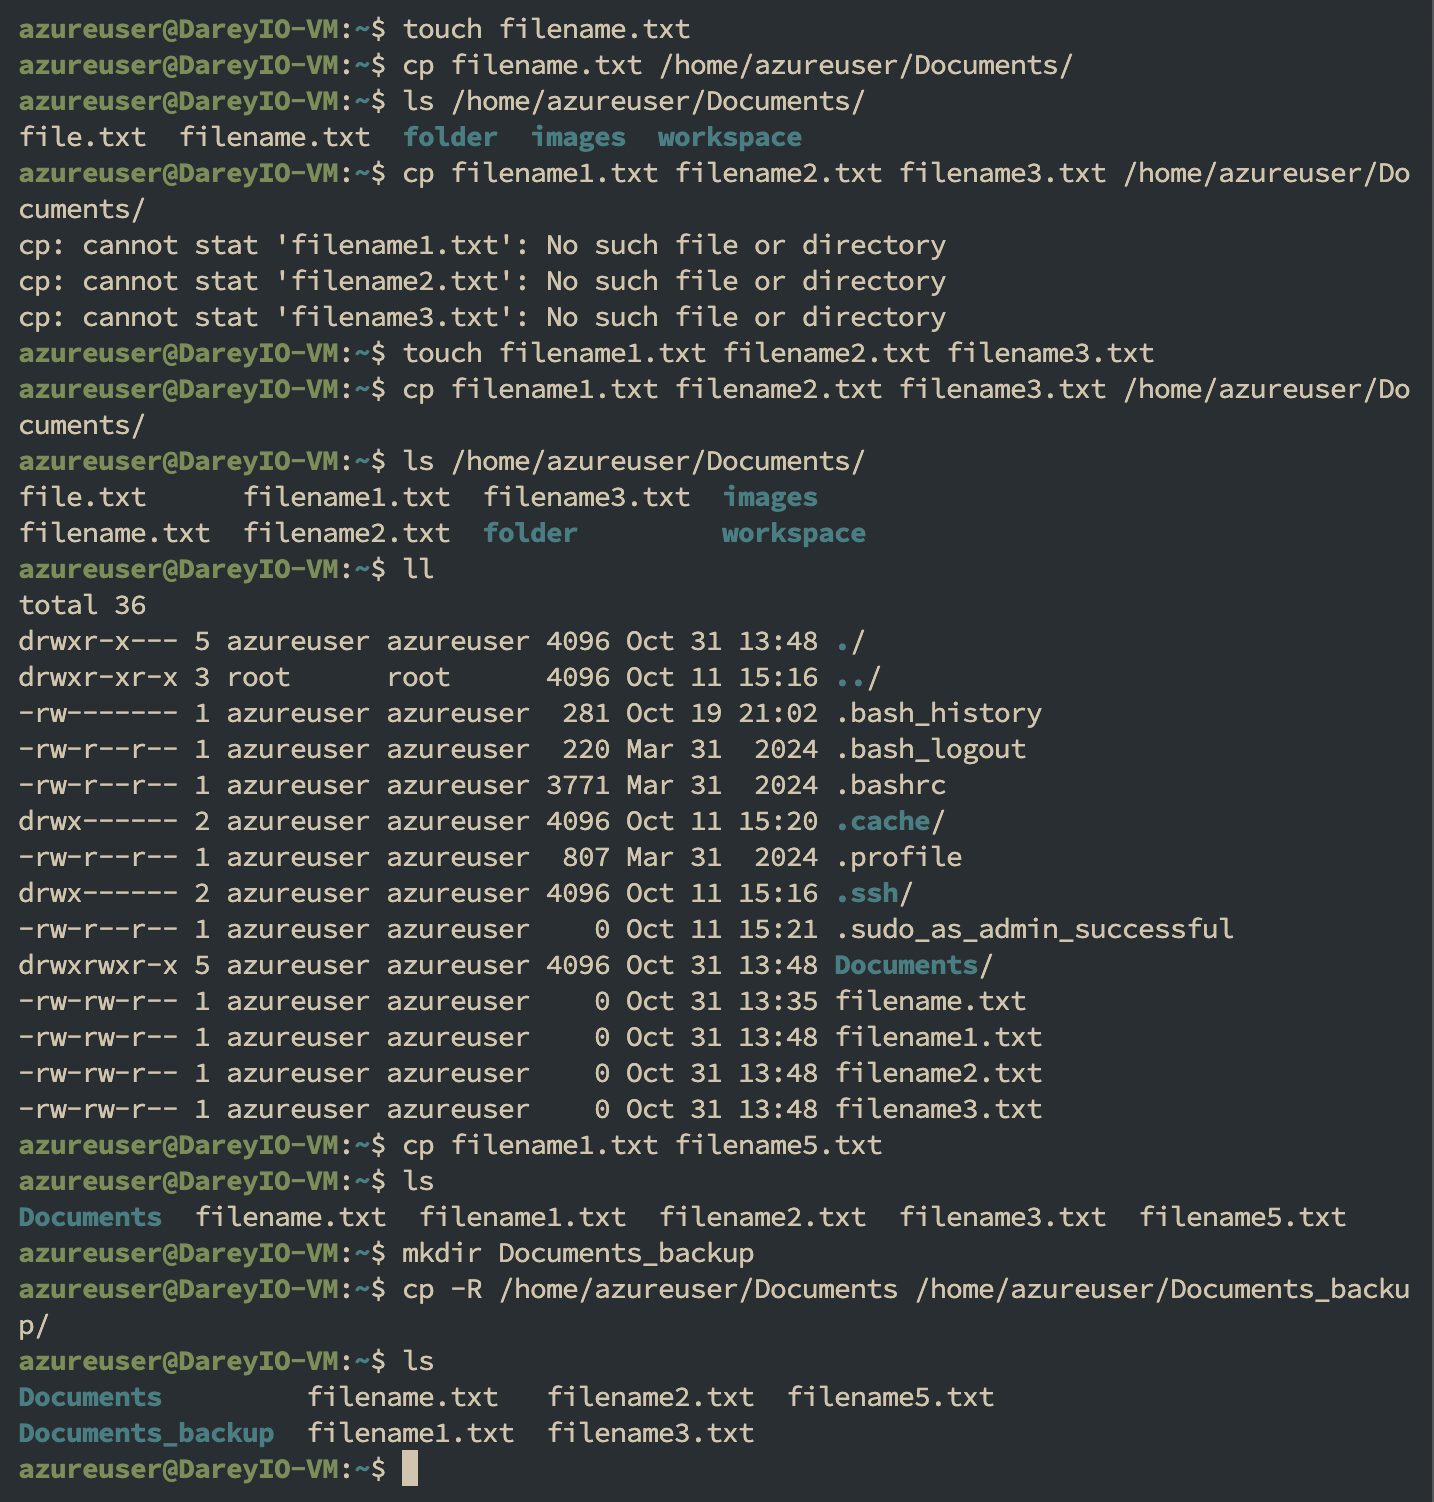 azureuser@DareyIO-VM:~$ touch filename.txt
azureuser@DareyIO-VM:~$ cp filename.txt /home/azureuser/Documents/
azureuser@DareyIO-VM:~$ ls /home/azureuser/Documents/
file.txt  filename.txt  folder  images  workspace
azureuser@DareyIO-VM:~$ cp filename1.txt filename2.txt filename3.txt /home/azureuser/Do
cuments/
cp: cannot stat 'filename1.txt': No such file or directory
cp: cannot stat 'filename2.txt': No such file or directory
cp: cannot stat 'filename3.txt': No such file or directory
azureuser@DareyIO-VM:~$ touch filename1.txt filename2.txt filename3.txt
azureuser@DareyIO-VM:~$ cp filename1.txt filename2.txt filename3.txt /home/azureuser/Do
cuments/
azureuser@DareyIO-VM:~$ ls /home/azureuser/Documents/
file.txt      filename1.txt  filename3.txt  images
filename.txt  filename2.txt  folder         workspace
azureuser@DareyIO-VM:~$ ll
total 36
drwxr-x--- 5 azureuser azureuser 4096 Oct 31 13:48 ./
drwxr-xr-x 3 root      root      4096 Oct 11 15:16 ../
-rw------- 1 azureuser azureuser  281 Oct 19 21:02 .bash_history
-rw-r--r-- 1 azureuser azureuser  220 Mar 31  2024 .bash_logout
-rw-r--r-- 1 azureuser azureuser 3771 Mar 31  2024 .bashrc
drwx------ 2 azureuser azureuser 4096 Oct 11 15:20 .cache/
-rw-r--r-- 1 azureuser azureuser  807 Mar 31  2024 .profile
drwx------ 2 azureuser azureuser 4096 Oct 11 15:16 .ssh/
-rw-r--r-- 1 azureuser azureuser    0 Oct 11 15:21 .sudo_as_admin_successful
drwxrwxr-x 5 azureuser azureuser 4096 Oct 31 13:48 Documents/
-rw-rw-r-- 1 azureuser azureuser    0 Oct 31 13:35 filename.txt
-rw-rw-r-- 1 azureuser azureuser    0 Oct 31 13:48 filename1.txt
-rw-rw-r-- 1 azureuser azureuser    0 Oct 31 13:48 filename2.txt
-rw-rw-r-- 1 azureuser azureuser    0 Oct 31 13:48 filename3.txt
azureuser@DareyIO-VM:~$ cp filename1.txt filename5.txt
azureuser@DareyIO-VM:~$ ls
Documents  filename.txt  filename1.txt  filename2.txt  filename3.txt  filename5.txt
azureuser@DareyIO-VM:~$ mkdir Documents_backup
azureuser@DareyIO-VM:~$ cp -R /home/azureuser/Documents /home/azureuser/Documents_backu
p/
azureuser@DareyIO-VM:~$ ls
Documents         filename.txt   filename2.txt  filename5.txt
Documents_backup  filename1.txt  filename3.txt
azureuser@DareyIO-VM:~$